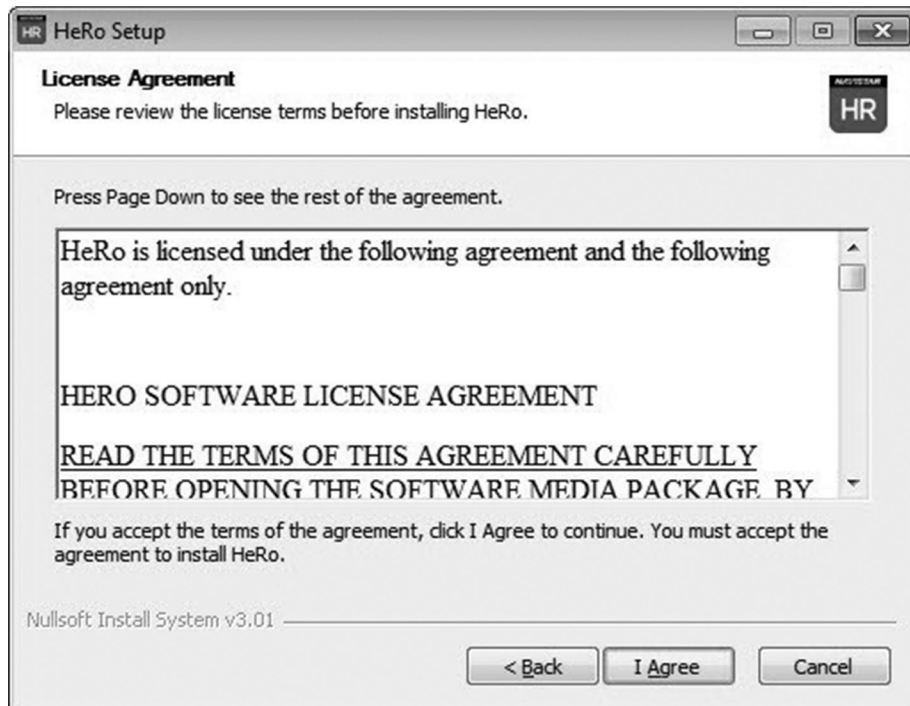 HR HeRo Setup
License Agreement
Please review the license terms before installing HeRo.
NAVISTAR
HR
Press Page Down to see the rest of the agreement.
HeRo is licensed under the following agreement and the following
agreement only.
HERO SOFTWARE LICENSE AGREEMENT
READ THE TERMS OF THIS AGREEMENT CAREFULLY
BEFORE OPENING THE SOFTWARE MEDIA PACKAGE. BY
If you accept the terms of the agreement, click I Agree to continue. You must accept the
agreement to install HeRo.
Nullsoft Install System v3.01
< Back I Agree Cancel